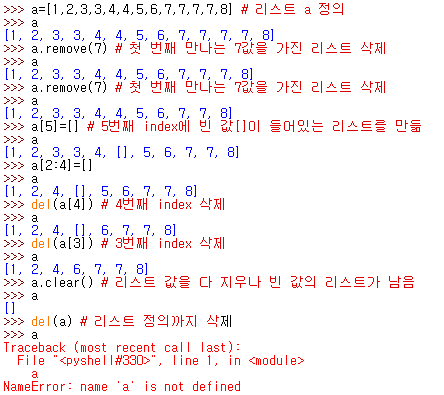 >>> a=[1,2,3,3,4,4,5,6,7,7,7,7,8] # 리스트 a 정의
>>> a
[1, 2, 3, 3, 4, 4, 5, 6, 7, 7, 7, 7, 8]
>>> a.remove(7) # 첫 번째 만나는 7값을 가진 리스트 삭제
>>> a
[1, 2, 3, 3, 4, 4, 5, 6, 7, 7, 7, 8]
>>> a.remove(7) # 첫 번째 만나는 7값을 가진 리스트 삭제
>>> a
[1, 2, 3, 3, 4, 4, 5, 6, 7, 7, 8]
>>> a[5]=[] # 5번째 index에 빈 값[]이 들어있는 리스트를 만듦
>>> a
[1, 2, 3, 3, 4, [], 5, 6, 7, 7, 8]
>>> a[2:4]=[]
>>> a
[1, 2, 4, [], 5, 6, 7, 7, 8]
>>> del(a[4]) # 4번째 index 삭제
>>> a
[1, 2, 4, [], 6, 7, 7, 8]
>>> del(a[3]) # 3번째 index 삭제
>>> a
[1, 2, 4, 6, 7, 7, 8]
>>> a.clear() # 리스트 값을 다 지우나 빈 값의 리스트가 남음
>>> a
[]
>>> del(a) # 리스트 정의까지 삭제
>>> a
Traceback (most recent call last):
  File "<pyshell#330>", line 1, in <module>
    a
NameError: name 'a' is not defined